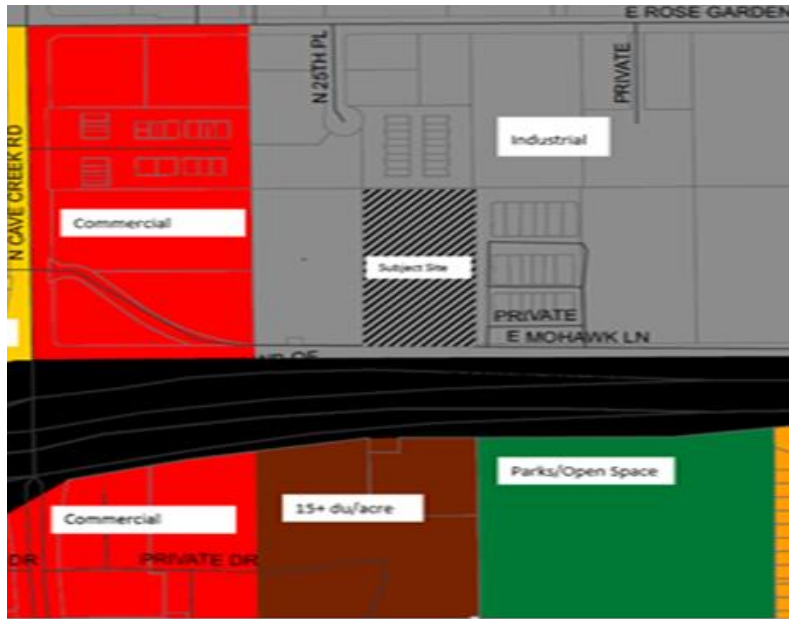 E ROSE GARDEN
N 25TH PL
PRIVATE
N CAVE CREEK RD
Industrial
Commercial
Subject Site
PRIVATE
E MOHAWK LN
Parks/Open Space
15+ du/acre
Commercial
DR
PRIVATE DR